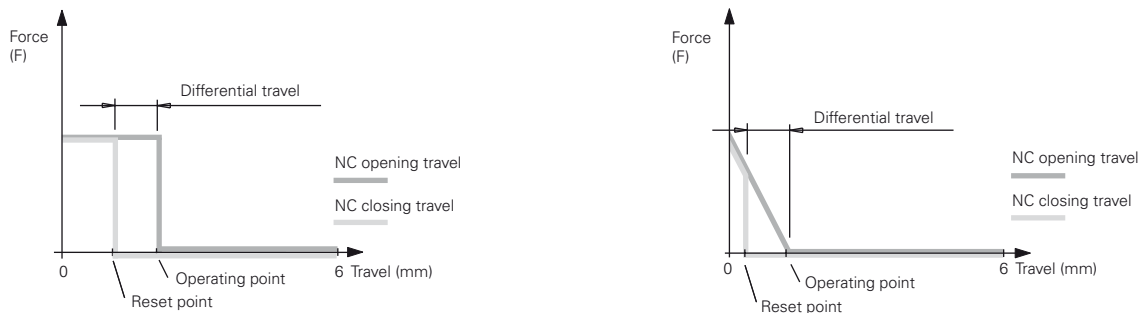 Force
(F)
Differential travel
NC opening travel
NC closing travel
0
6 Travel (mm)
Operating point
Reset point
Force
(F)
Differential travel
NC opening travel
NC closing travel
0
6 Travel (mm)
Operating point
Reset point